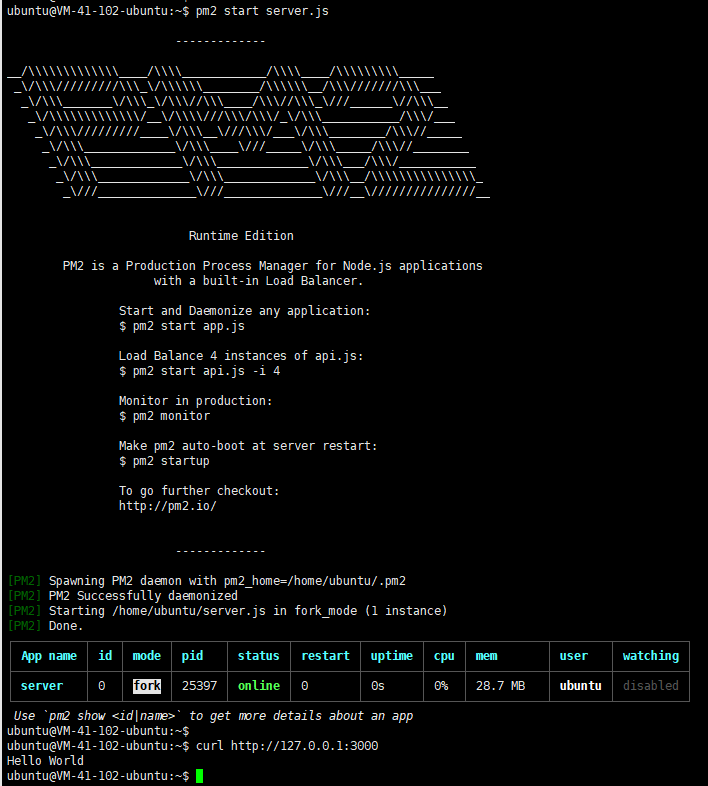 ubuntu@VM-41-102-ubuntu:~$ pm2 start server.js
-------------
__/\\\\\\\\\\\\\____/\\\\____________/\\\\____/\\\\\\\\\_____
_\/\\\/////////\\\_\/\\\\\\________/\\\\\\__/\\\///////\\\___
_\/\\\_______\/\\\_\/\\\//\\\____/\\\//\\\_\///______\//\\\__
_\/\\\\\\\\\\\\\/__\/\\\\///\\\/\\\/_\/\\\___________/\\\/___
_\/\\\/////////____\/\\\__\///\\\/___\/\\\________/\\\//_____
_\/\\\_____________\/\\\____\///_____\/\\\_____/\\\//________
_\/\\\_____________\/\\\_____________\/\\\___/\\\/___________
_\/\\\_____________\/\\\_____________\/\\\__/\\\\\\\\\\\\\\\_
_\///______________\///______________\///__\///////////////__
Runtime Edition
PM2 is a Production Process Manager for Node.js applications
with a built-in Load Balancer.
Start and Daemonize any application:
$ pm2 start app.js
Load Balance 4 instances of api.js:
$ pm2 start api.js -i 4
Monitor in production:
$ pm2 monitor
Make pm2 auto-boot at server restart:
$ pm2 startup
To go further checkout:
http://pm2.io/
-------------
[PM2] Spawning PM2 daemon with pm2_home=/home/ubuntu/.pm2
[PM2] PM2 Successfully daemonized
[PM2] Starting /home/ubuntu/server.js in fork_mode (1 instance)
[PM2] Done.
App name id mode pid status restart uptime cpu mem user watching
server 0 fork 25397 online 0 0s 0% 28.7 MB ubuntu disabled
Use `pm2 show <id|name>` to get more details about an app
ubuntu@VM-41-102-ubuntu:~$
ubuntu@VM-41-102-ubuntu:~$ curl http://127.0.0.1:3000
Hello World
ubuntu@VM-41-102-ubuntu:~$